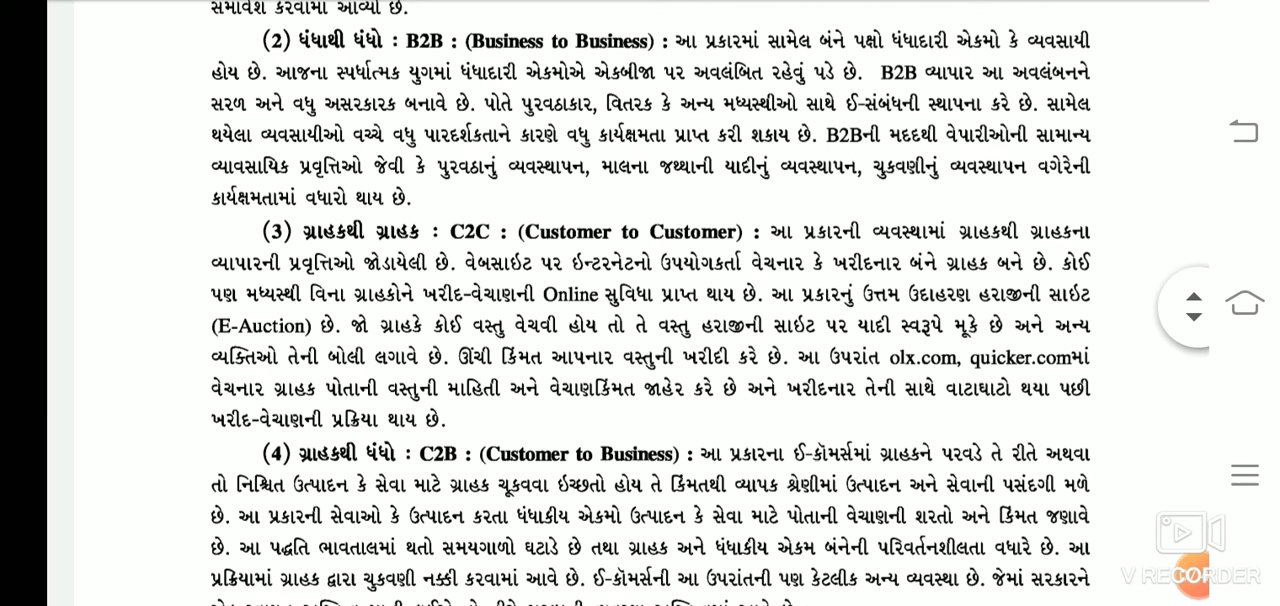 સમાવેશ કરવામાં આવ્યો છે.
(2) ધંધાથી ધંધો : B2B : (Business to Business) : આ પ્રકારમાં સામેલ બંને પક્ષો ધંધાદારી એકમો કે વ્યવસાયી
હોય છે. આજના સ્પર્ધાત્મક યુગમાં ધંધાદારી એકમોએ એકબીજા પર અવલંબિત રહેવું પડે છે. B2B વ્યાપાર આ અવલંબનને
સરળ અને વધુ અસરકારક બનાવે છે. પોતે પુરવઠાકાર, વિતરક કે અન્ય મધ્યસ્થીઓ સાથે ઈ-સંબંધની સ્થાપના કરે છે. સામેલ
થયેલા વ્યવસાયીઓ વચ્ચે વધુ પારદર્શકતાને કારણે વધુ કાર્યક્ષમતા પ્રાપ્ત કરી શકાય છે. B2Bની મદદથી વેપારીઓની સામાન્ય
વ્યાવસાયિક પ્રવૃત્તિઓ જેવી કે પુરવઠાનું વ્યવસ્થાપન, માલના જથ્થાની યાદીનું વ્યવસ્થાપન, ચુકવણીનું વ્યવસ્થાપન વગેરેની
કાર્યક્ષમતામાં વધારો થાય છે.
(3) ગ્રાહકથી ગ્રાહક : C2C : (Customer to Customer) : આ પ્રકારની વ્યવસ્થામાં ગ્રાહકથી ગ્રાહકના
વ્યાપારની પ્રવૃત્તિઓ જોડાયેલી છે. વેબસાઇટ પર ઇન્ટરનેટનો ઉપયોગકર્તા વેચનાર કે ખરીદનાર બંને ગ્રાહક બને છે. કોઈ
પણ મધ્યસ્થી વિના ગ્રાહકોને ખરીદ-વેચાણની Online સુવિધા પ્રાપ્ત થાય છે. આ પ્રકારનું ઉત્તમ ઉદાહરણ હરાજીની સાઇટ
(E-Auction) છે. જો ગ્રાહકે કોઈ વસ્તુ વેચવી હોય તો તે વસ્તુ હરાજીની સાઇટ પર યાદી સ્વરૂપે મૂકે છે અને અન્ય
વ્યક્તિઓ તેની બોલી લગાવે છે. ઊંચી કિંમત આપનાર વસ્તુની ખરીદી કરે છે. આ ઉપરાંત olx.com, quicker.comમાં
વેચનાર ગ્રાહક પોતાની વસ્તુની માહિતી અને વેચાણકિંમત જાહેર કરે છે અને ખરીદનાર તેની સાથે વાટાઘાટો થયા પછી
ખરીદ-વેચાણની પ્રક્રિયા થાય છે.
(4) ગ્રાહકથી ધંધો : C2B : (Customer to Business) : આ પ્રકારના ઈ-કૉમર્સમાં ગ્રાહકને પરવડે તે રીતે અથવા
તો નિશ્ચિત ઉત્પાદન કે સેવા માટે ગ્રાહક ચૂકવવા ઇચ્છતો હોય તે કિંમતથી વ્યાપક શ્રેણીમાં ઉત્પાદન અને સેવાની પસંદગી મળે
છે. આ પ્રકારની સેવાઓ કે ઉત્પાદન કરતા ધંધાકીય એકમો ઉત્પાદન કે સેવા માટે પોતાની વેચાણની શરતો અને કિંમત જણાવે
છે. આ પદ્ધતિ ભાવતાલમાં થતો સમયગાળો ઘટાડે છે તથા ગ્રાહક અને ધંધાકીય એકમ બંનેની પરિવર્તનશીલતા વધારે છે. આ
પ્રક્રિયામાં ગ્રાહક દ્વારા ચુકવણી નક્કી કરવામાં આવે છે. ઈ-કૉમર્સની આ ઉપરાંતની પણ કેટલીક અન્ય વ્યવસ્થા છે. જેમાં સરકારને
V RECORDER